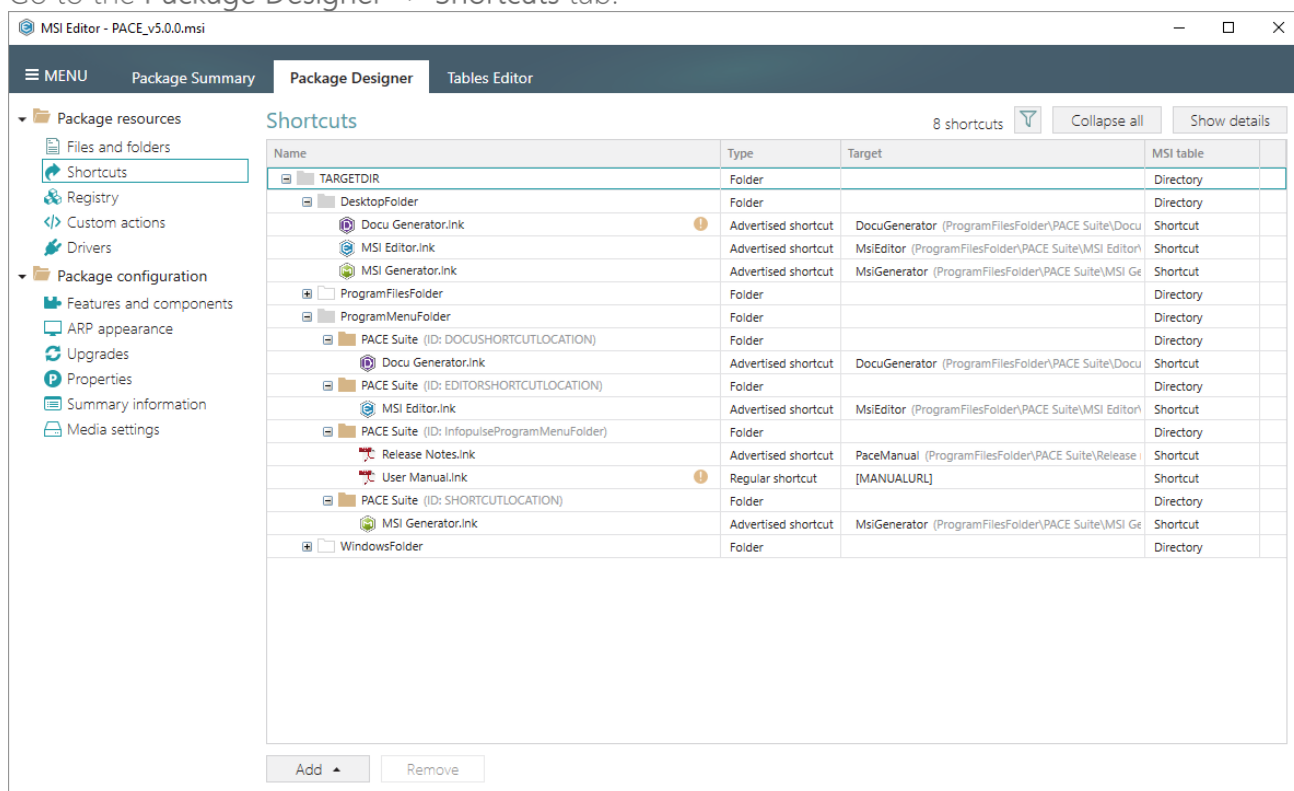 Go to the Package Designer -> Shortcuts tab.
MSI Editor - PACE_v5.0.0.msi
MENU Package Summary Package Designer Tables Editor
Package resources
Files and folders
Shortcuts
Registry
Custom actions
Drivers
Package configuration
Features and components
ARP appearance
Upgrades
Properties
Summary information
Media settings
Shortcuts 8 shortcuts Collapse all Show details
Name Type Target MSI table
TARGETDIR Folder Directory
DesktopFolder Folder Directory
Docu Generator.lnk Advertised shortcut DocuGenerator (ProgramFilesFolder\PACE Suite\Docu Shortcut
MSI Editor.lnk Advertised shortcut MsiEditor (ProgramFilesFolder\PACE Suite\MSI Editor\ Shortcut
MSI Generator.lnk Advertised shortcut MsiGenerator (ProgramFilesFolder\PACE Suite\MSI Ge Shortcut
ProgramFilesFolder Folder Directory
ProgramMenuFolder Folder Directory
PACE Suite (ID: DOCUSHORTCUTLOCATION) Folder Directory
Docu Generator.lnk Advertised shortcut DocuGenerator (ProgramFilesFolder\PACE Suite\Docu Shortcut
PACE Suite (ID: EDITORSHORTCUTLOCATION) Folder Directory
MSI Editor.lnk Advertised shortcut MsiEditor (ProgramFilesFolder\PACE Suite\MSI Editor\ Shortcut
PACE Suite (ID: InfopulseProgramMenuFolder) Folder Directory
Release Notes.lnk Advertised shortcut PaceManual (ProgramFilesFolder\PACE Suite\Release Shortcut
User Manual.lnk Regular shortcut [MANUALURL] Shortcut
PACE Suite (ID: SHORTCUTLOCATION) Folder Directory
MSI Generator.lnk Advertised shortcut MsiGenerator (ProgramFilesFolder\PACE Suite\MSI Ge Shortcut
WindowsFolder Folder Directory
Add Remove